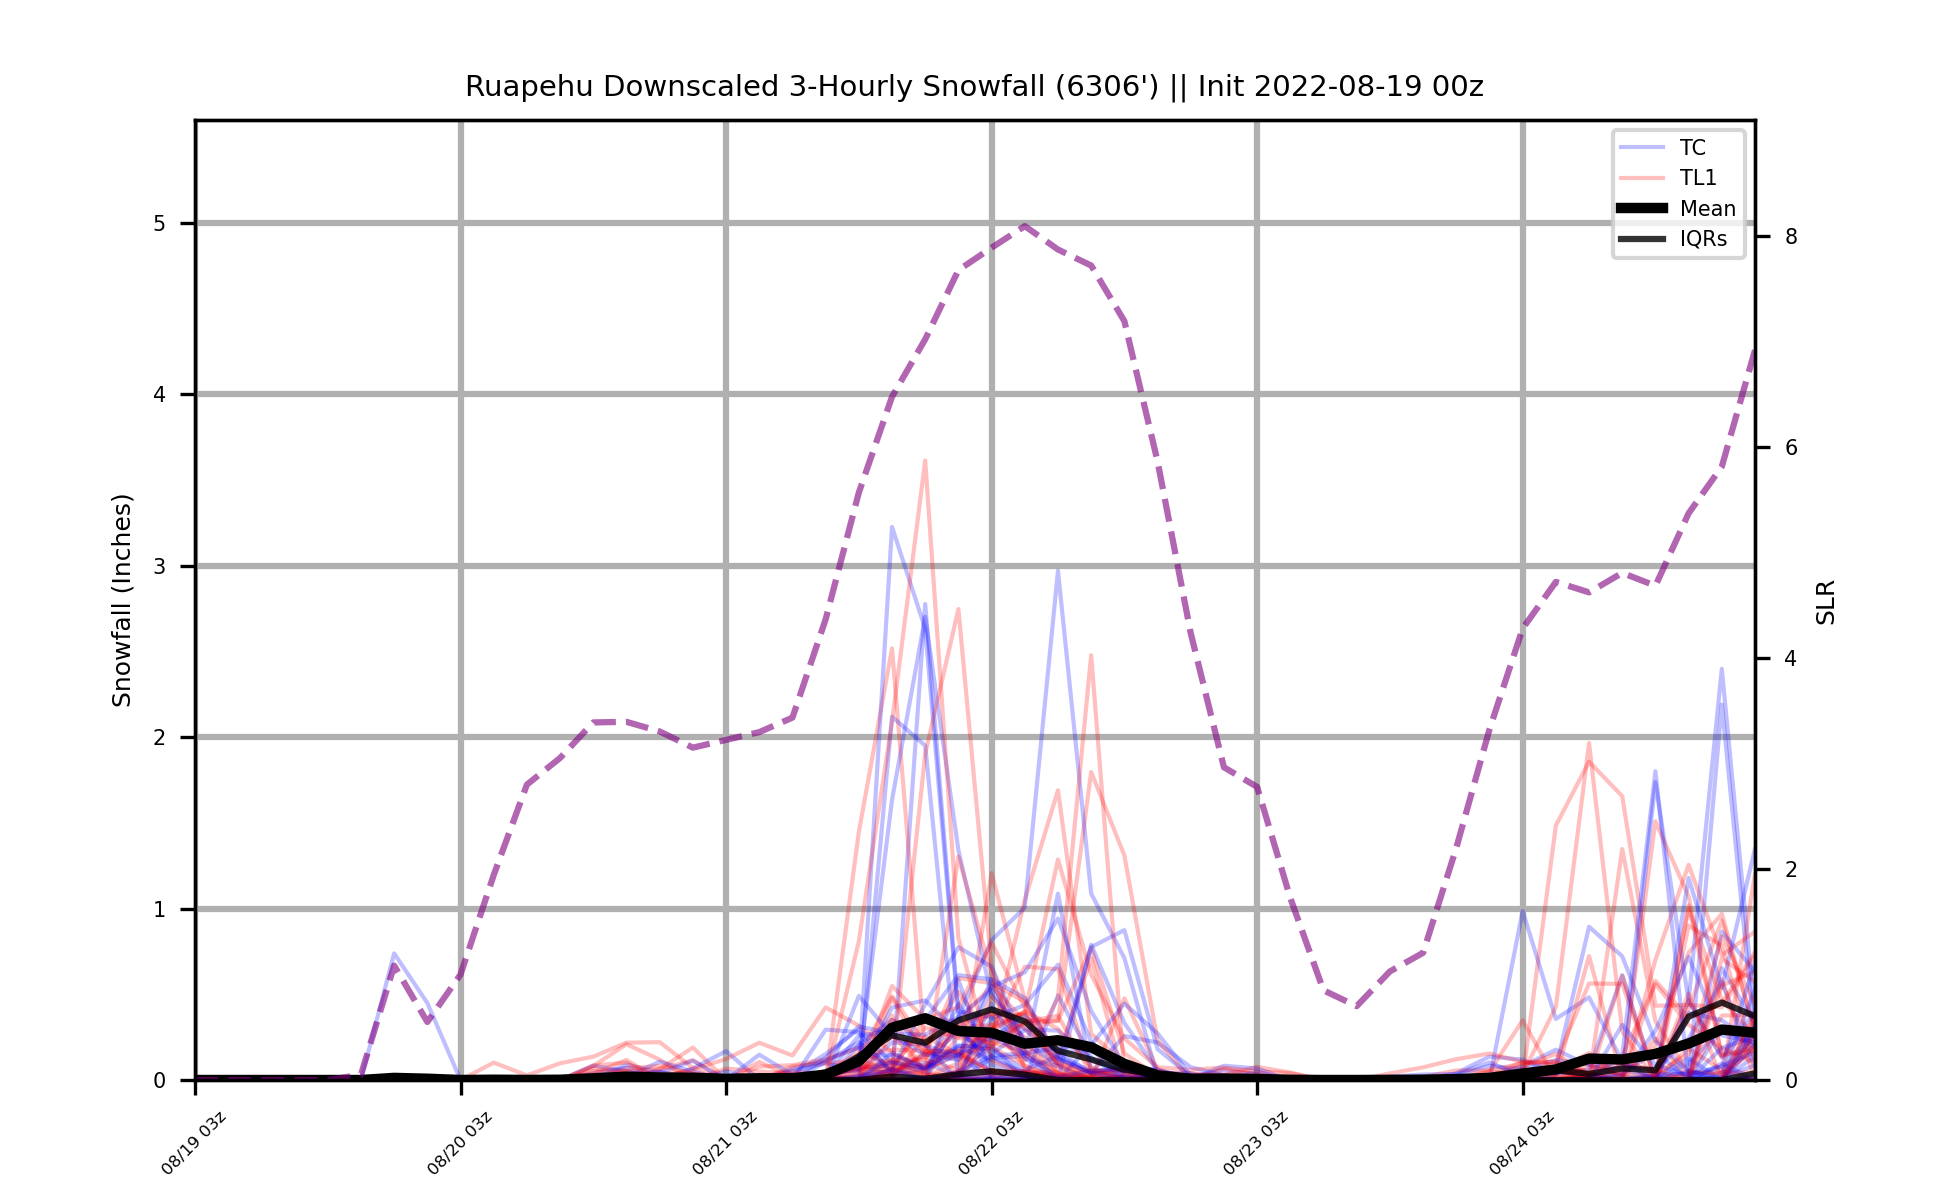 Ruapehu Downscaled 3-Hourly Snowfall (6306') || Init 2022-08-19 00z
TC
TL1
Mean
IQRs
Snowfall (Inches)
5
4
3
2
1
0
SLR
8
6
4
2
0
08/19 03z
08/20 03z
08/21 03z
08/22 03z
08/23 03z
08/24 03z